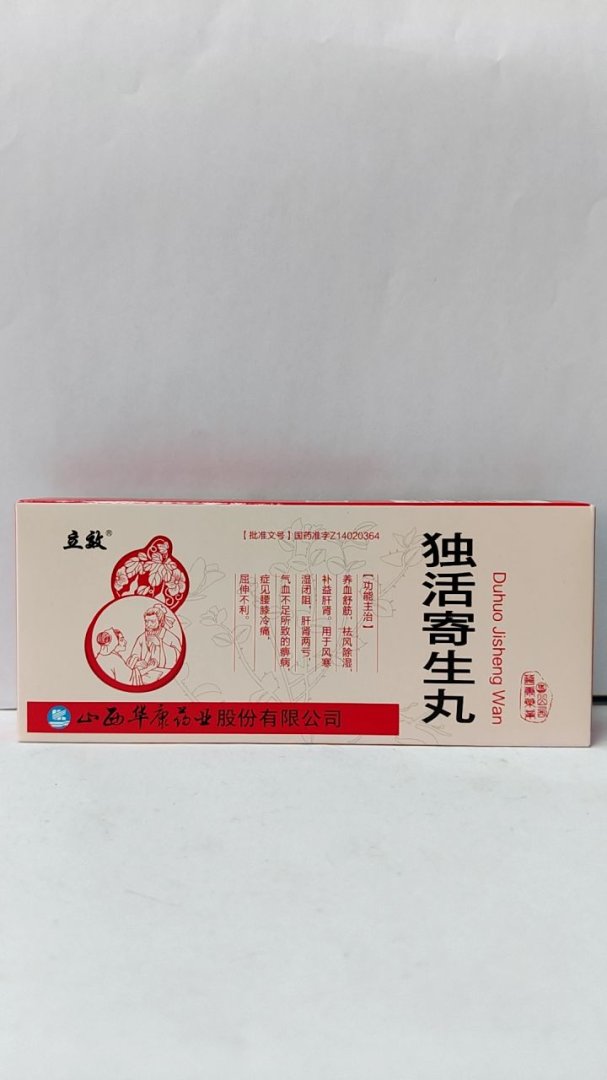 立效®
【批准文号】国药准字Z14020364
独活寄生丸
Duhuo Jisheng Wan
【功能主治】
养血舒筋，祛风除湿，
补益肝肾。用于风寒
湿闭阻，肝肾两亏，
气血不足所致的痹病，
症见腰膝冷痛，
屈伸不利。
山西华康药业股份有限公司